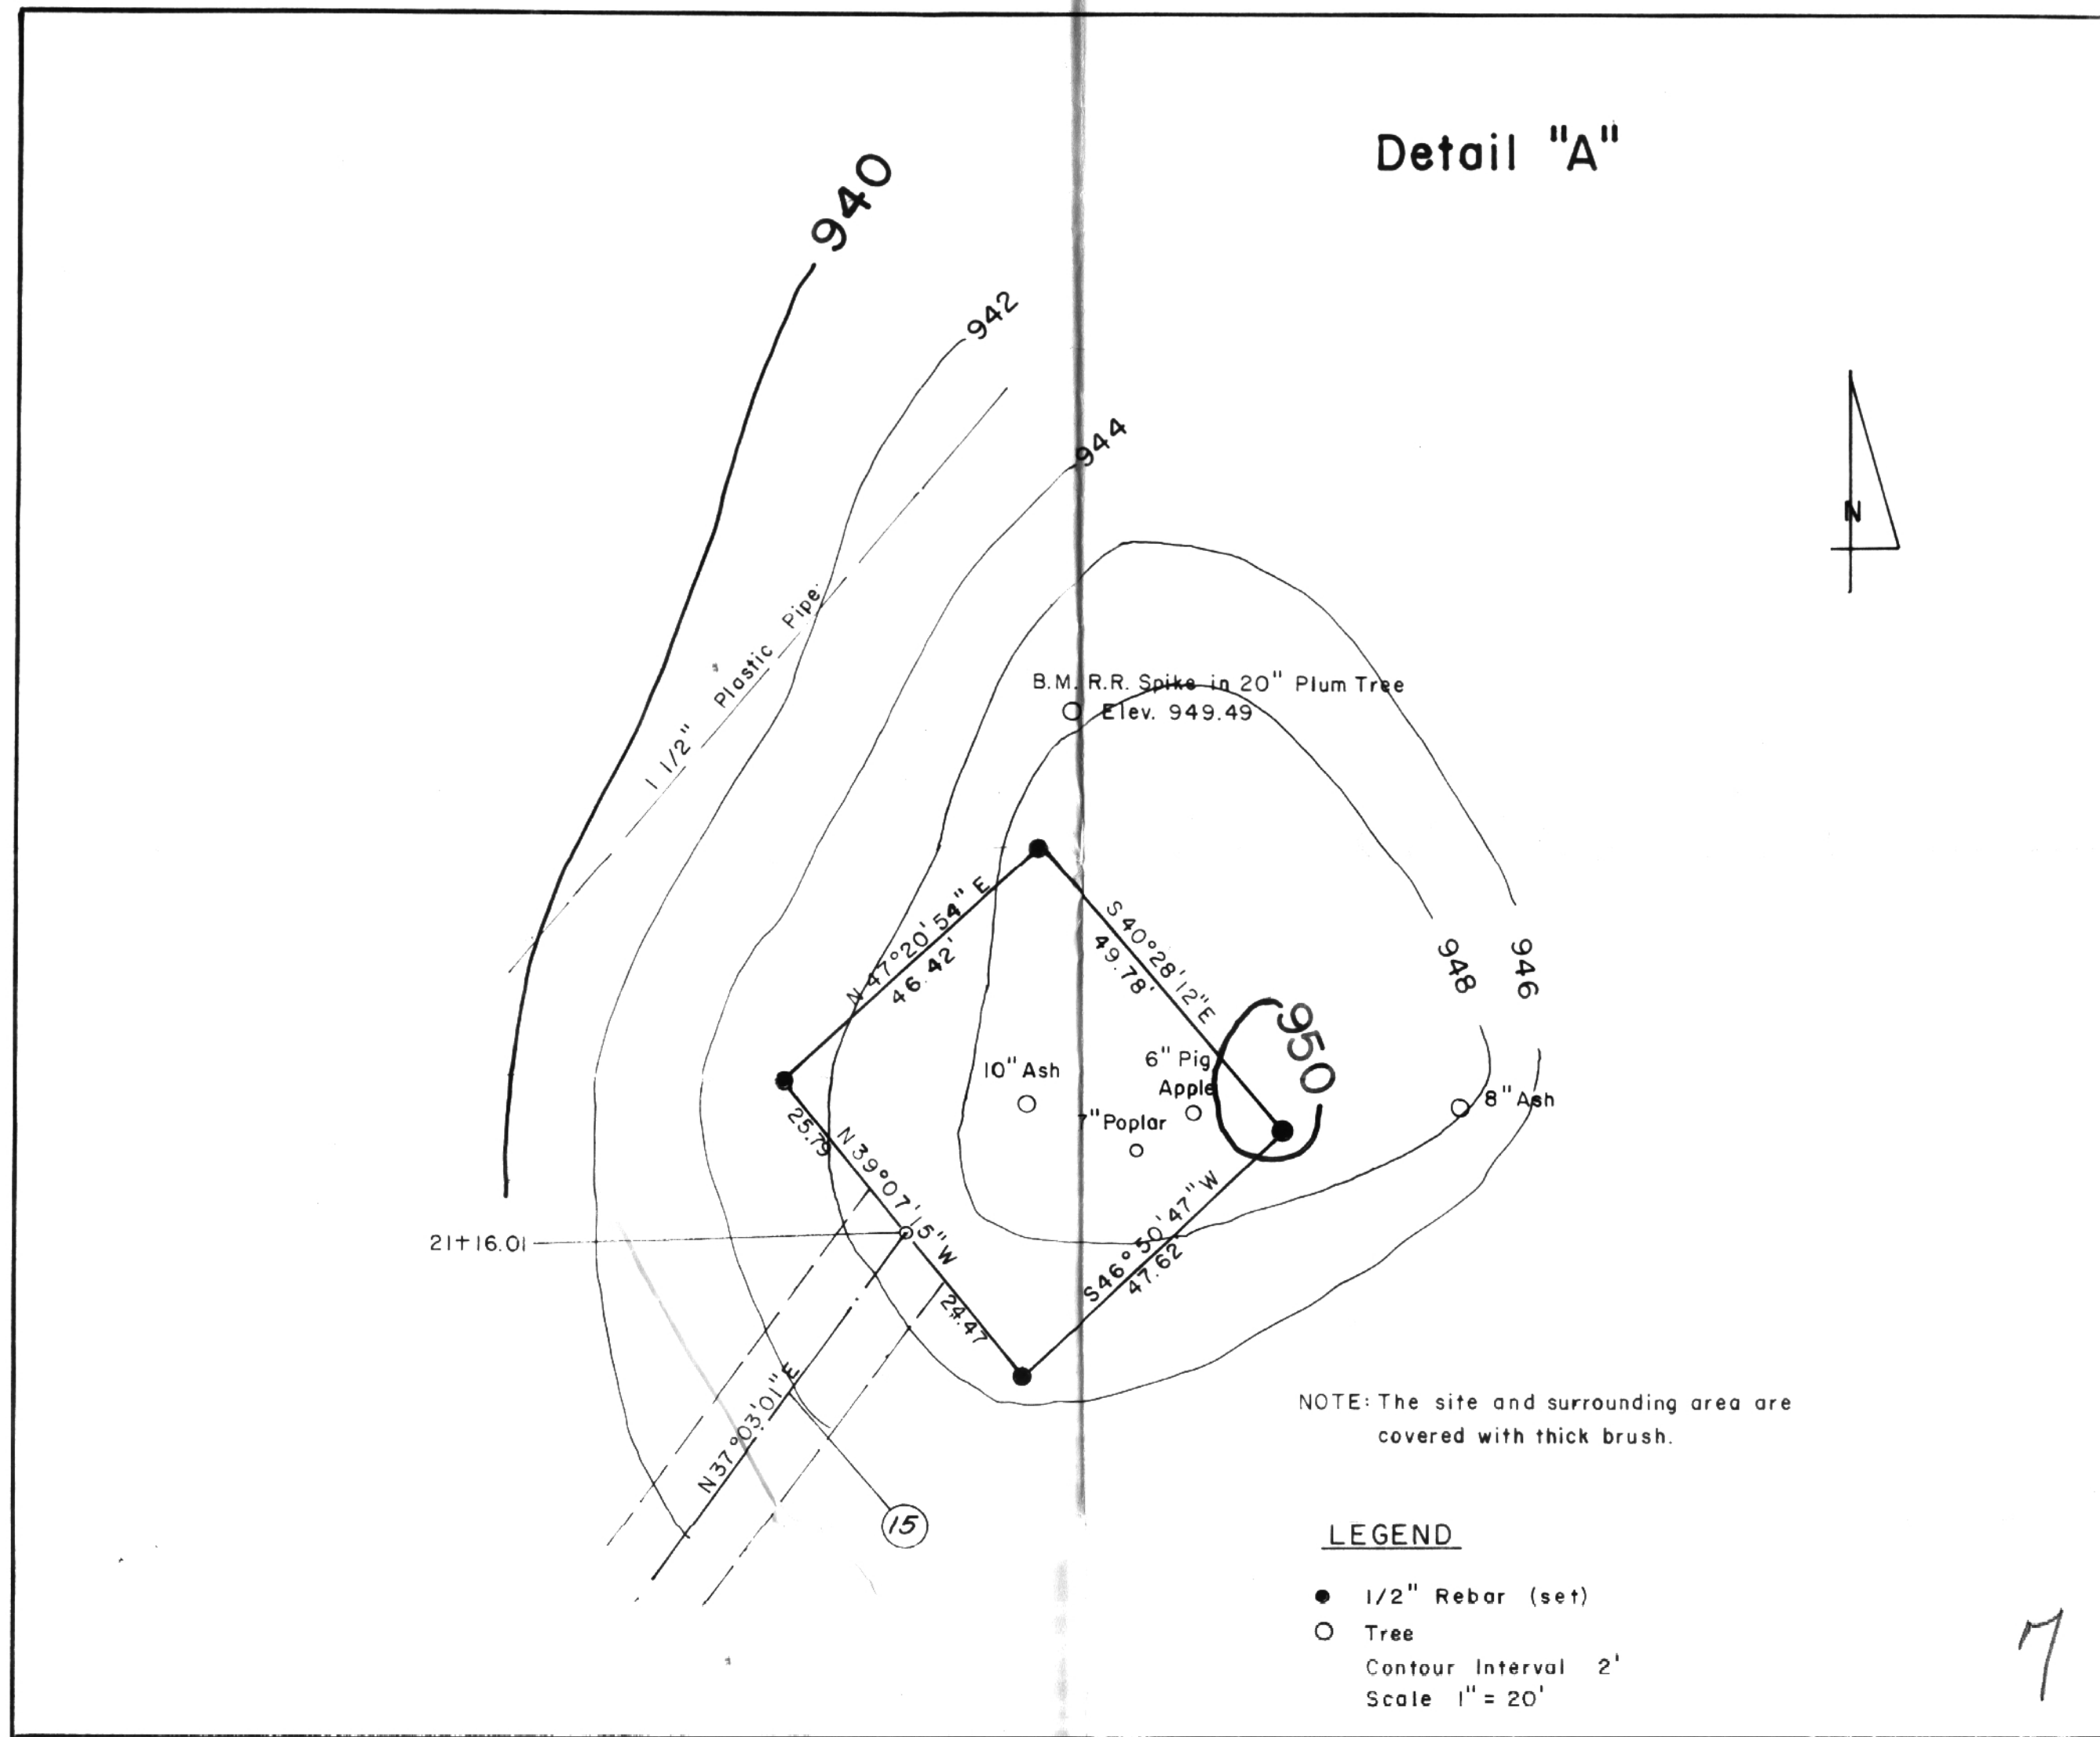 Detail "A"
940
942
944
N
1 1/2" Plastic Pipe
B.M. R.R. Spike in 20" Plum Tree
Elev. 949.49
N 47°20'54" E
46.42'
S 40°28'12"E
49.78'
948
946
950
10" Ash
6" Pig
Apple
7" Poplar
8" Ash
25.79
N 39°07'15" W
24.47
S46°50'47" W
47.62
21+16.01
N37°03'01" E
15
NOTE: The site and surrounding area are
covered with thick brush.
LEGEND
1/2" Rebar (set)
Tree
Contour Interval 2'
Scale 1" = 20'
7